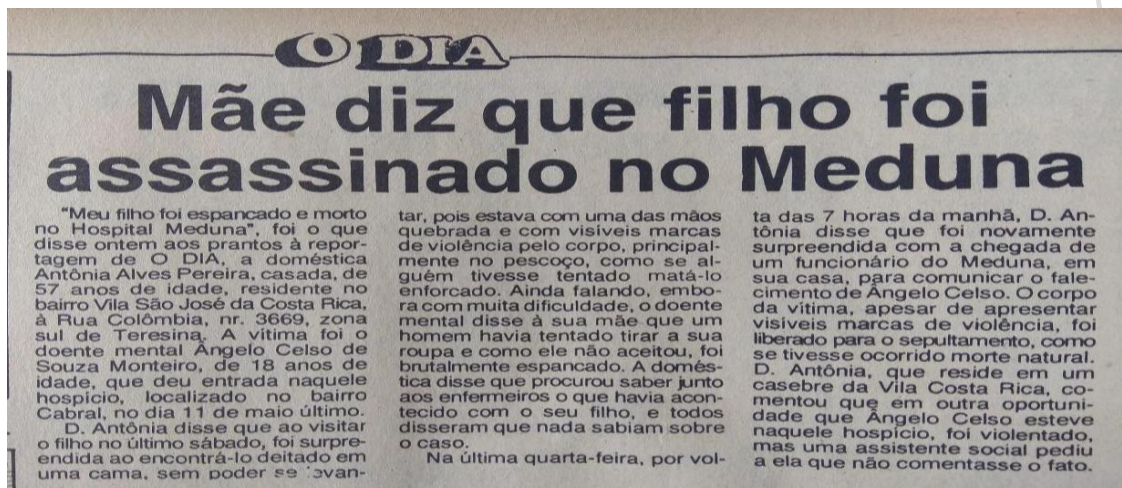 O DIA
Mãe diz que filho foi
assassinado no Meduna
"Meu filho foi espancado e morto
no Hospital Meduna", foi o que
disse ontem aos prantos à repor-
tagem de O DIA, a doméstica
Antônia Alves Pereira, casada, de
57 anos de idade, residente no
bairro Vila São José da Costa Rica,
à Rua Colômbia, nr. 3669, zona
sul de Teresina. A vítima foi o
doente mental Ângelo Celso de
Souza Monteiro, de 18 anos de
idade, que deu entrada naquele
hospício, localizado no bairro
Cabral, no dia 11 de maio último.
D. Antônia disse que ao visitar
o filho no último sábado, foi surpre-
endida ao encontrá-lo deitado em
uma cama, sem poder se levan-
tar, pois estava com uma das mãos
quebrada e com visíveis marcas
de violência pelo corpo, principal-
mente no pescoço, como se al-
guém tivesse tentado matá-lo
enforcado. Ainda falando, embo-
ra com muita dificuldade, o doente
mental disse à sua mãe que um
homem havia tentado tirar a sua
roupa e como ele não aceitou, foi
brutalmente espancado. A domés-
tica disse que procurou saber junto
aos enfermeiros o que havia acon-
tecido com o seu filho, e todos
disseram que nada sabiam sobre
o caso.
Na última quarta-feira, por vol-
ta das 7 horas da manhã, D. An-
tônia disse que foi novamente
surpreendida com a chegada de
um funcionário do Meduna, em
sua casa, para comunicar o fale-
cimento de Ângelo Celso. O corpo
da vítima, apesar de apresentar
visíveis marcas de violência, foi
liberado para o sepultamento, como
se tivesse ocorrido morte natural.
D. Antônia, que reside em um
casebre da Vila Costa Rica, co-
mentou que em outra oportuni-
dade que Ângelo Celso esteve
naquele hospício, foi violentado,
mas uma assistente social pediu
a ela que não comentasse o fato.